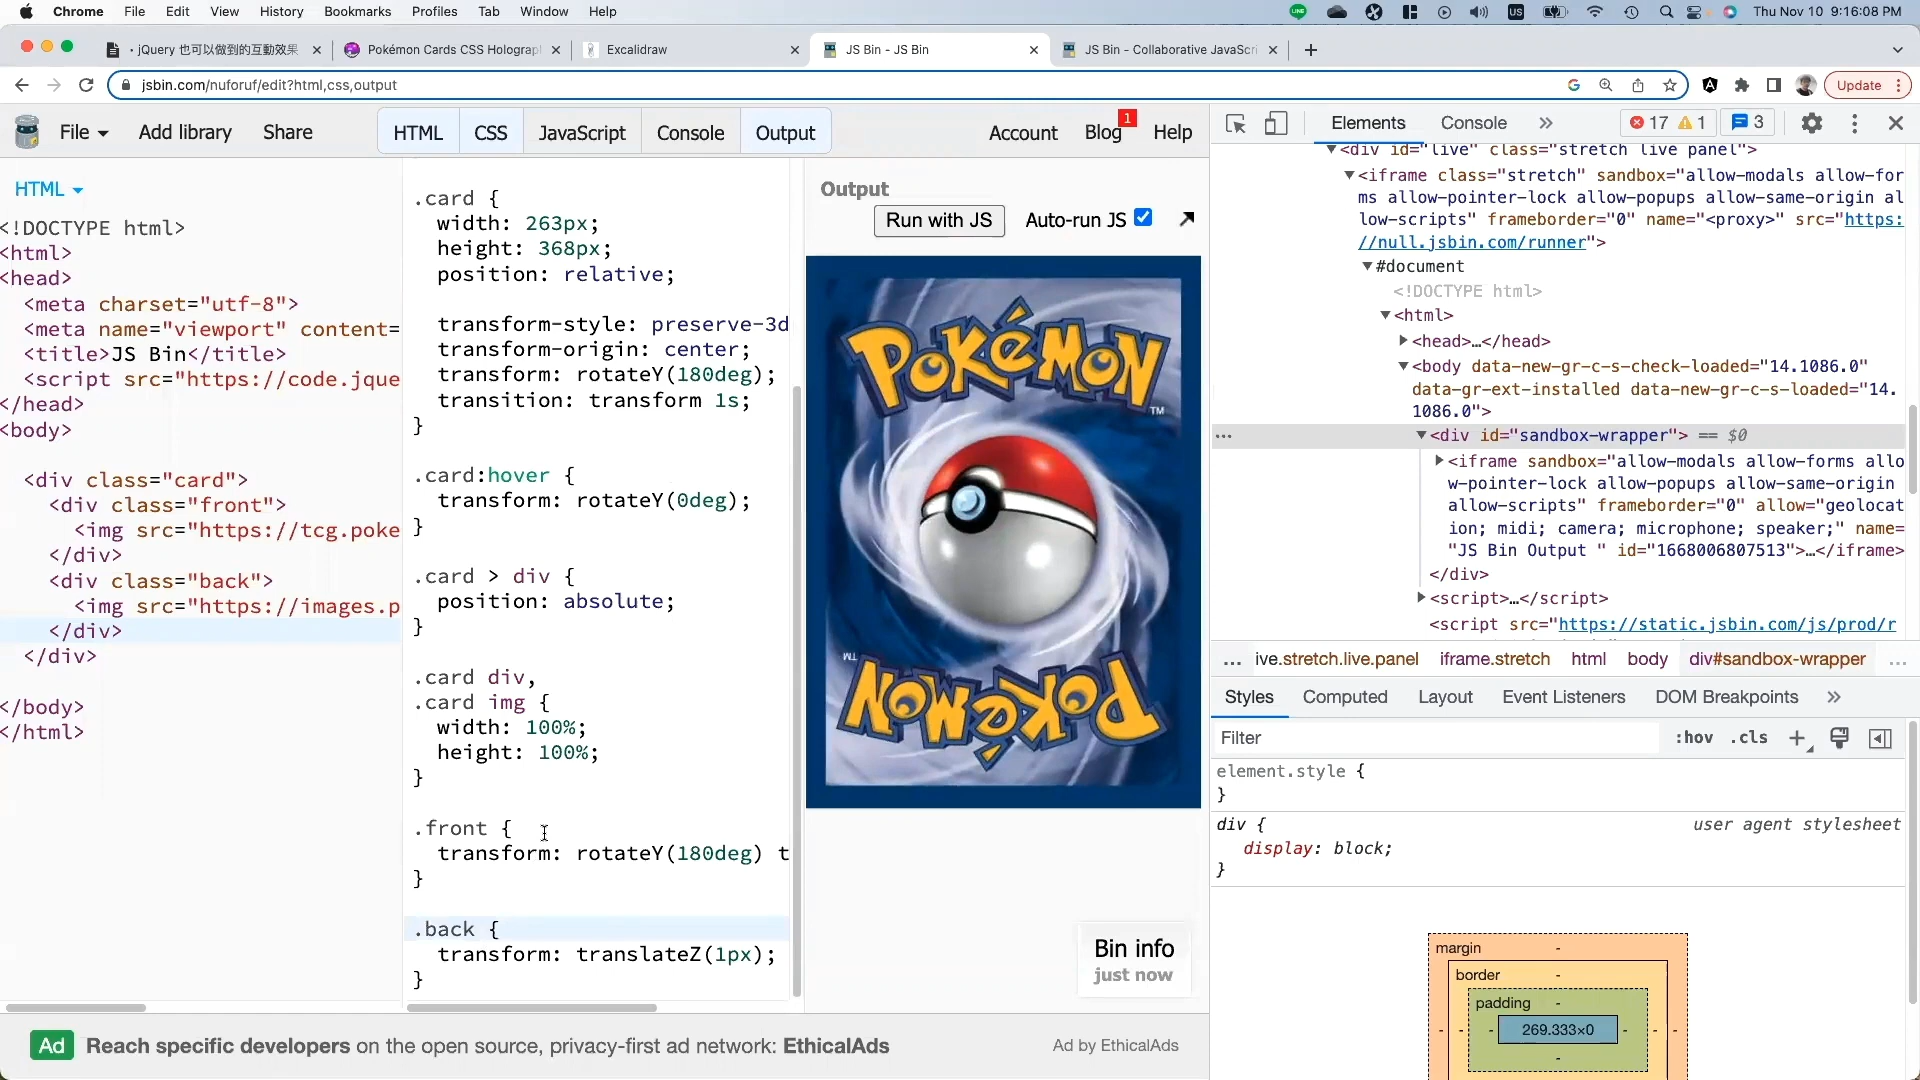 Chrome File Edit View History Bookmarks Profiles Tab Window Help
US
Thu Nov 10 9:16:08 PM
・jQuery 也可以做到的互動效果
Pokémon Cards CSS Holograph
Excalidraw
JS Bin - JS Bin
JS Bin - Collaborative JavaScri
jsbin.com/nuforuf/edit?html,css,output
Update
File Add library Share
HTML CSS JavaScript Console Output
Account Blog 1 Help
HTML
<!DOCTYPE html>
<html>
<head>
<meta charset="utf-8">
<meta name="viewport" content=
<title>JS Bin</title>
<script src="https://code.jque
</head>
<body>
<div class="card">
<div class="front">
<img src="https://tcg.poke
</div>
<div class="back">
<img src="https://images.p
</div>
</div>
</body>
</html>
.card {
width: 263px;
height: 368px;
position: relative;
transform-style: preserve-3d
transform-origin: center;
transform: rotateY(180deg);
transition: transform 1s;
}
.card:hover {
transform: rotateY(0deg);
}
.card > div {
position: absolute;
}
.card div,
.card img {
width: 100%;
height: 100%;
}
.front {
transform: rotateY(180deg) t
}
.back {
transform: translateZ(1px);
}
Output
Run with JS Auto-run JS
POKéMON
TM
TM
POKéMON
Bin info
just now
Ad Reach specific developers on the open source, privacy-first ad network: EthicalAds
Ad by EthicalAds
Elements Console » 17 1 3
<div id="live" class="stretch live panel">
<iframe class="stretch" sandbox="allow-modals allow-for
ms allow-pointer-lock allow-popups allow-same-origin al
low-scripts" frameborder="0" name="<proxy>" src="https:
//null.jsbin.com/runner">
#document
<!DOCTYPE html>
<html>
<head>…</head>
<body data-new-gr-c-s-check-loaded="14.1086.0"
data-gr-ext-installed data-new-gr-c-s-loaded="14.
1086.0">
<div id="sandbox-wrapper"> == $0
<iframe sandbox="allow-modals allow-forms allo
w-pointer-lock allow-popups allow-same-origin
allow-scripts" frameborder="0" allow="geolocat
ion; midi; camera; microphone; speaker;" name=
"JS Bin Output " id="1668006807513">…</iframe>
</div>
<script>…</script>
<script src="https://static.jsbin.com/js/prod/r
… ive.stretch.live.panel iframe.stretch html body div#sandbox-wrapper …
Styles Computed Layout Event Listeners DOM Breakpoints »
Filter :hov .cls +
element.style {
}
div { user agent stylesheet
display: block;
}
margin -
border -
padding -
- - - 269.333×0 - - -
-